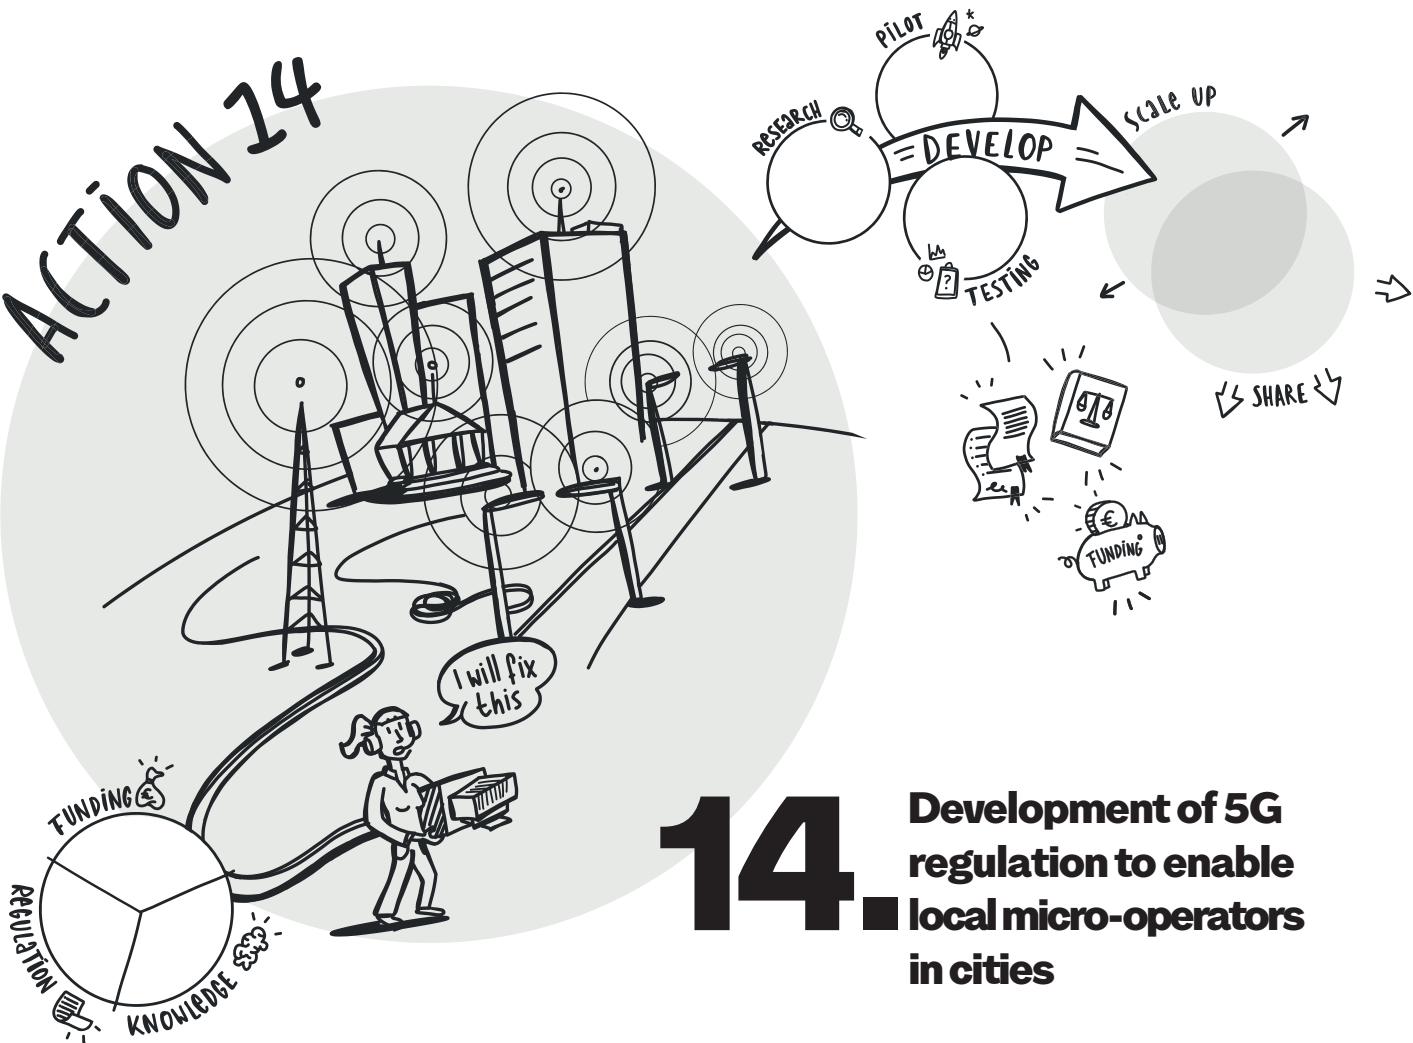 ACTION 14
PILOT
RESEARCH
DEVELOP
SCALE UP
TESTING
SHARE
?
€
FUNDING
I will fix
this
FUNDING
€
REGULATION
KNOWLEDGE
14.
Development of 5G
regulation to enable
local micro-operators
in cities